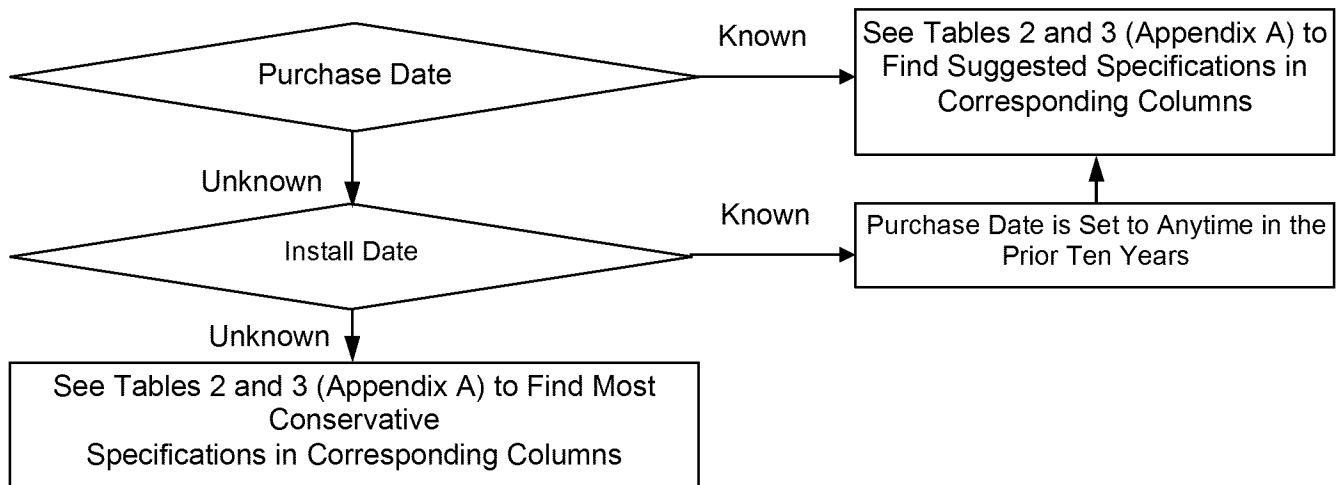 Purchase Date
Known
See Tables 2 and 3 (Appendix A) to
Find Suggested Specifications in
Corresponding Columns
Unknown
Install Date
Known
Purchase Date is Set to Anytime in the
Prior Ten Years
Unknown
See Tables 2 and 3 (Appendix A) to Find Most
Conservative
Specifications in Corresponding Columns